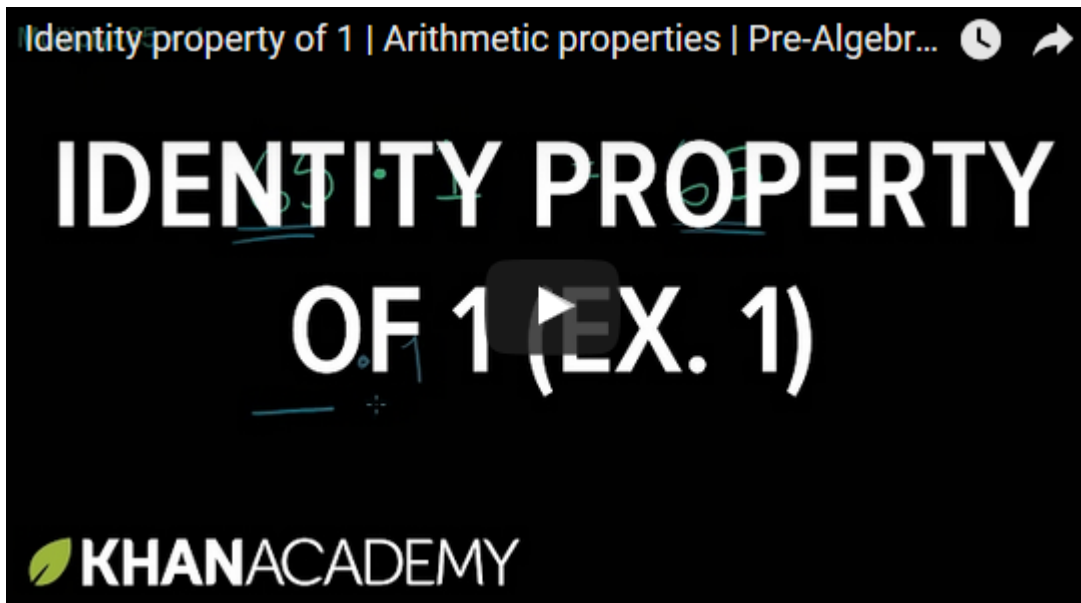 Identity property of 1 | Arithmetic properties | Pre-Algebr...
IDENTITY PROPERTY
OF 1 (EX. 1)
KHANACADEMY